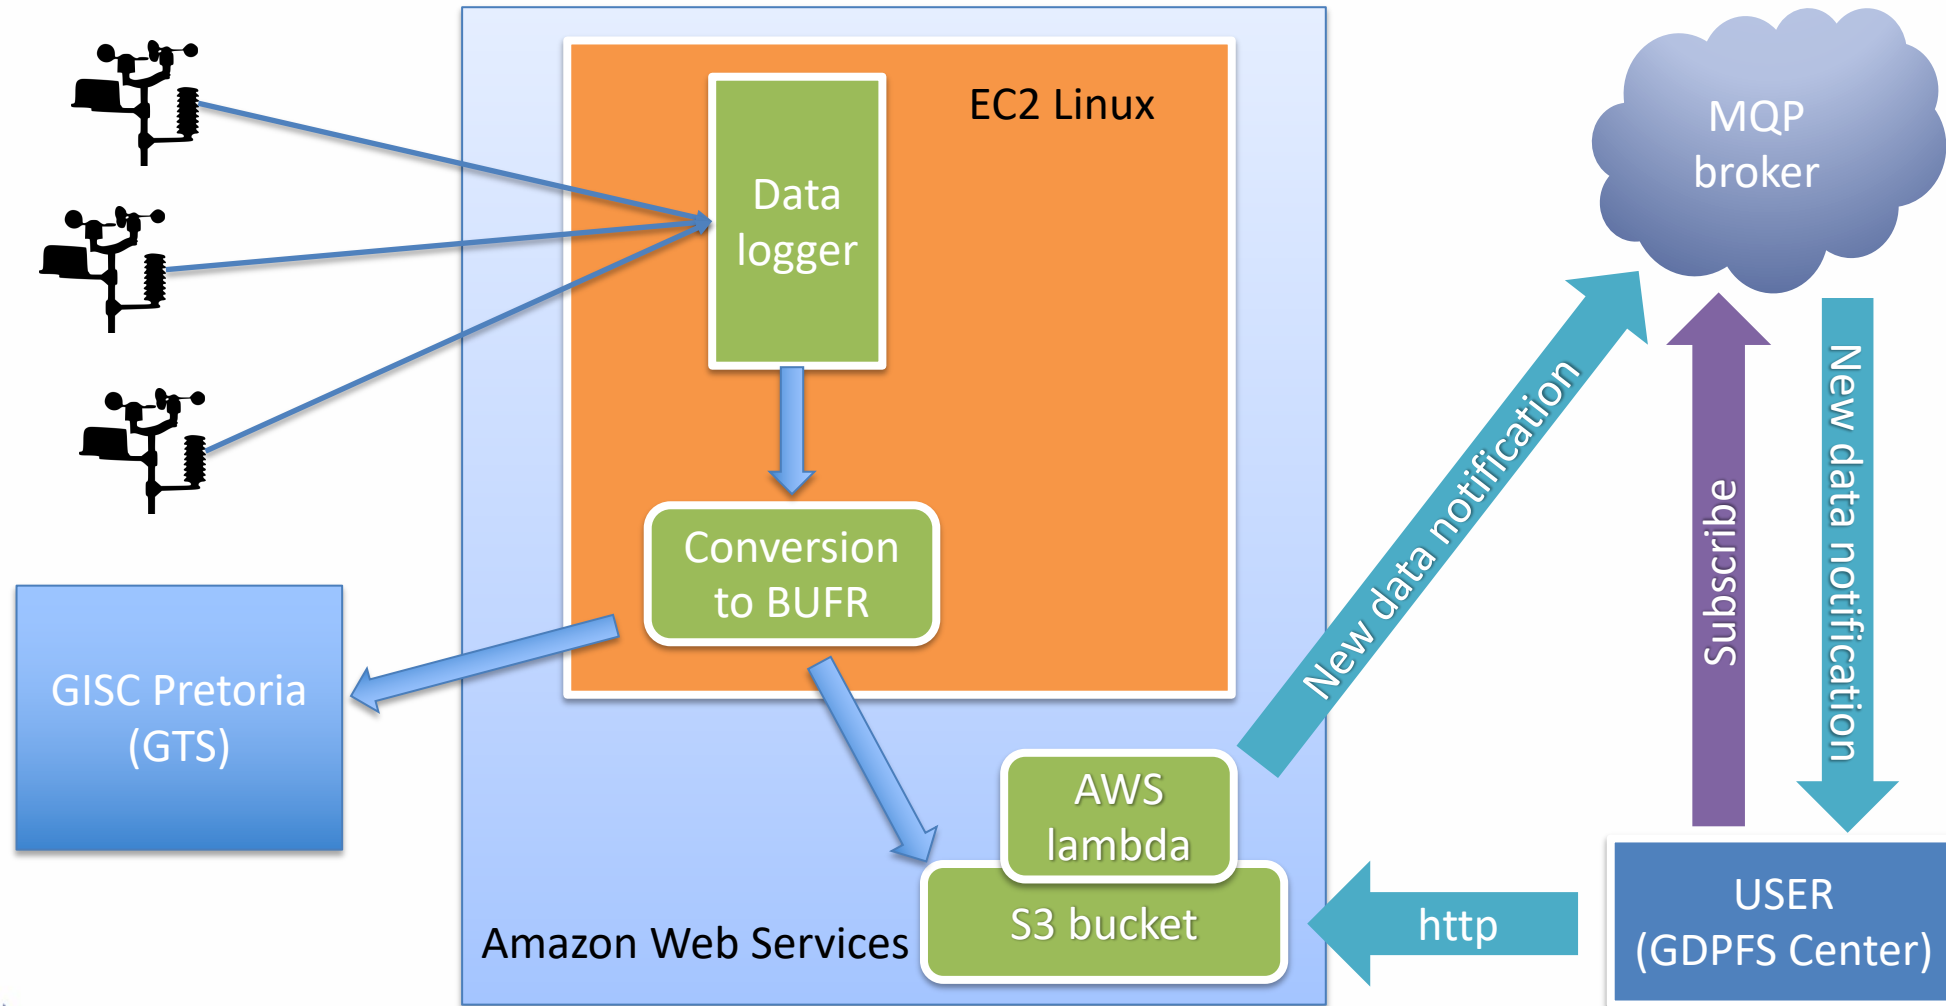 EC2 Linux
Data
logger
MQP
broker
Conversion
to BUFR
GISC Pretoria
(GTS)
New data notification
Subscribe
New data notification
AWS
lambda
S3 bucket
Amazon Web Services
http
USER
(GDPFS Center)